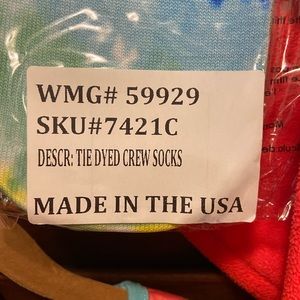 WMG# 59929
SKU#7421C
DESCR: TIE DYED CREW SOCKS
MADE IN THE USA